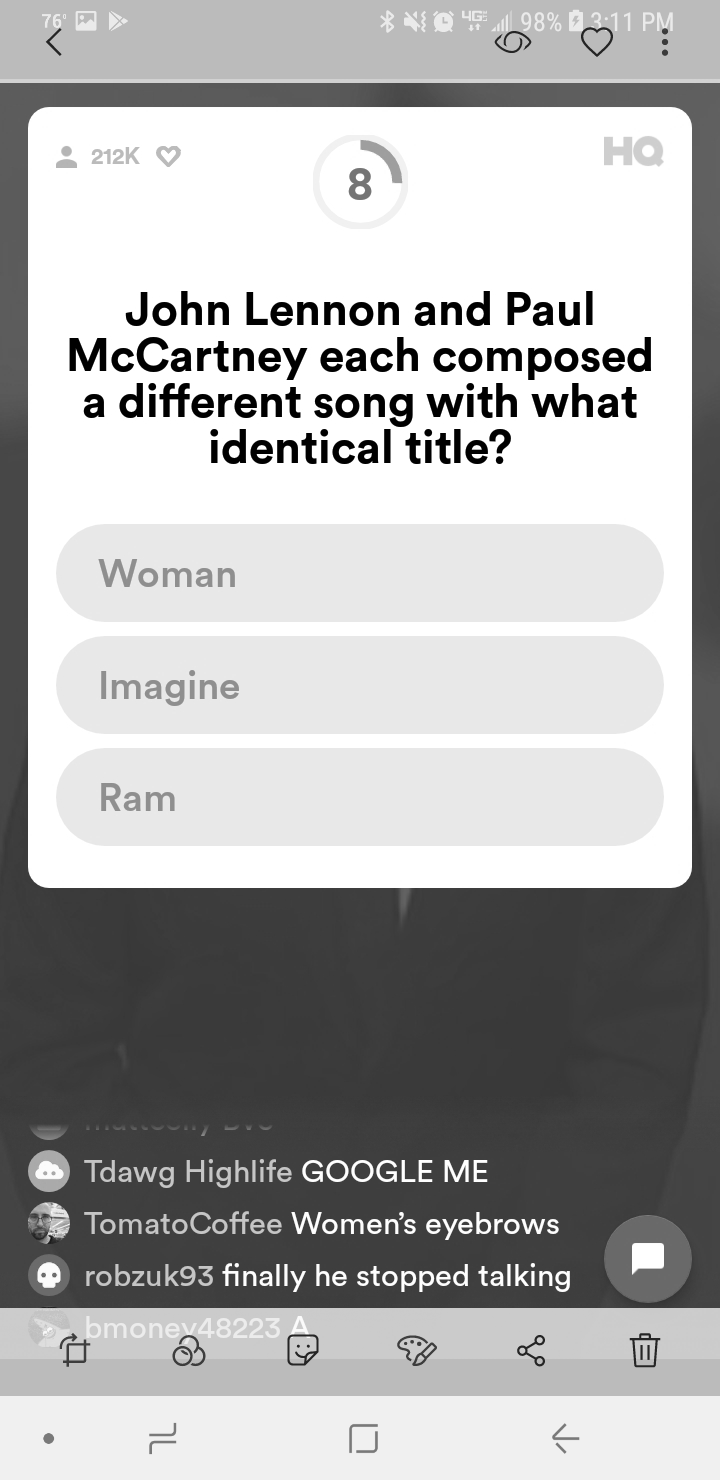 76°
4G 98% 3:11 PM
212K
8
HQ
John Lennon and Paul
McCartney each composed
a different song with what
identical title?
Woman
Imagine
Ram
Tdawg Highlife GOOGLE ME
TomatoCoffee Women's eyebrows
robzuk93 finally he stopped talking
bmoney48223 A